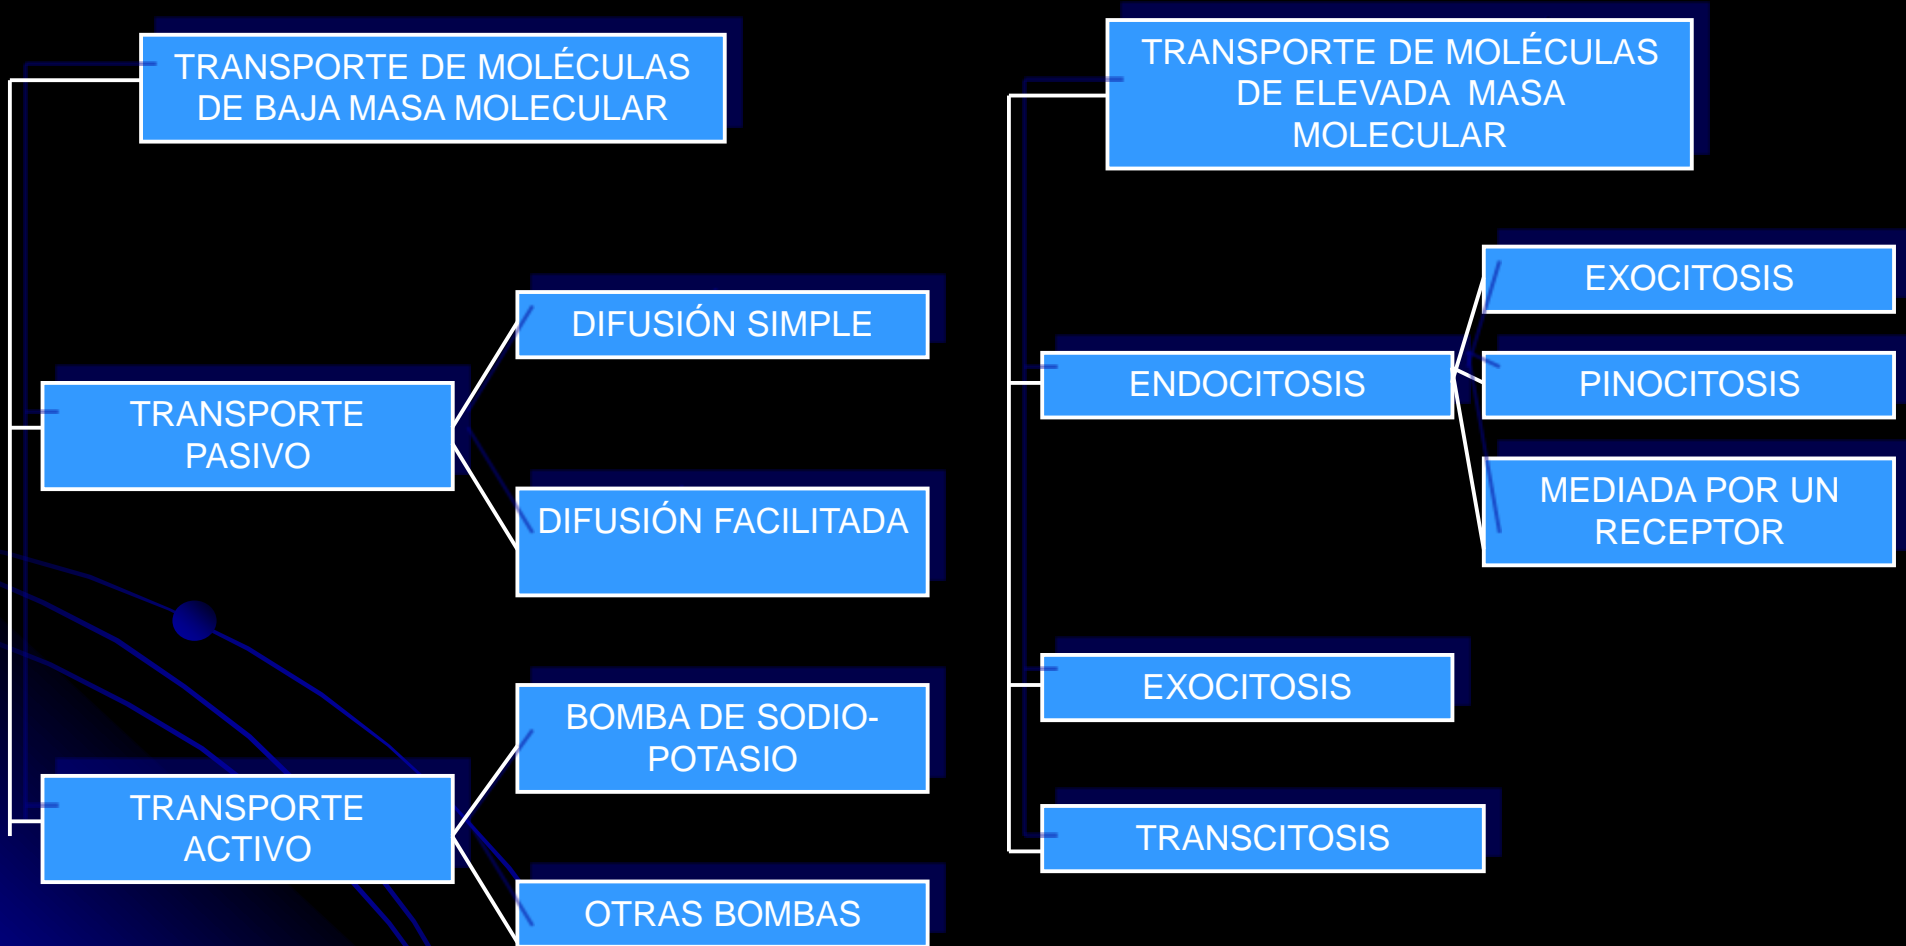 TRANSPORTE DE MOLÉCULAS
DE BAJA MASA MOLECULAR
TRANSPORTE
PASIVO
DIFUSIÓN SIMPLE
DIFUSIÓN FACILITADA
TRANSPORTE
ACTIVO
BOMBA DE SODIO-
POTASIO
OTRAS BOMBAS
TRANSPORTE DE MOLÉCULAS
DE ELEVADA MASA
MOLECULAR
ENDOCITOSIS
EXOCITOSIS
PINOCITOSIS
MEDIADA POR UN
RECEPTOR
EXOCITOSIS
TRANSCITOSIS